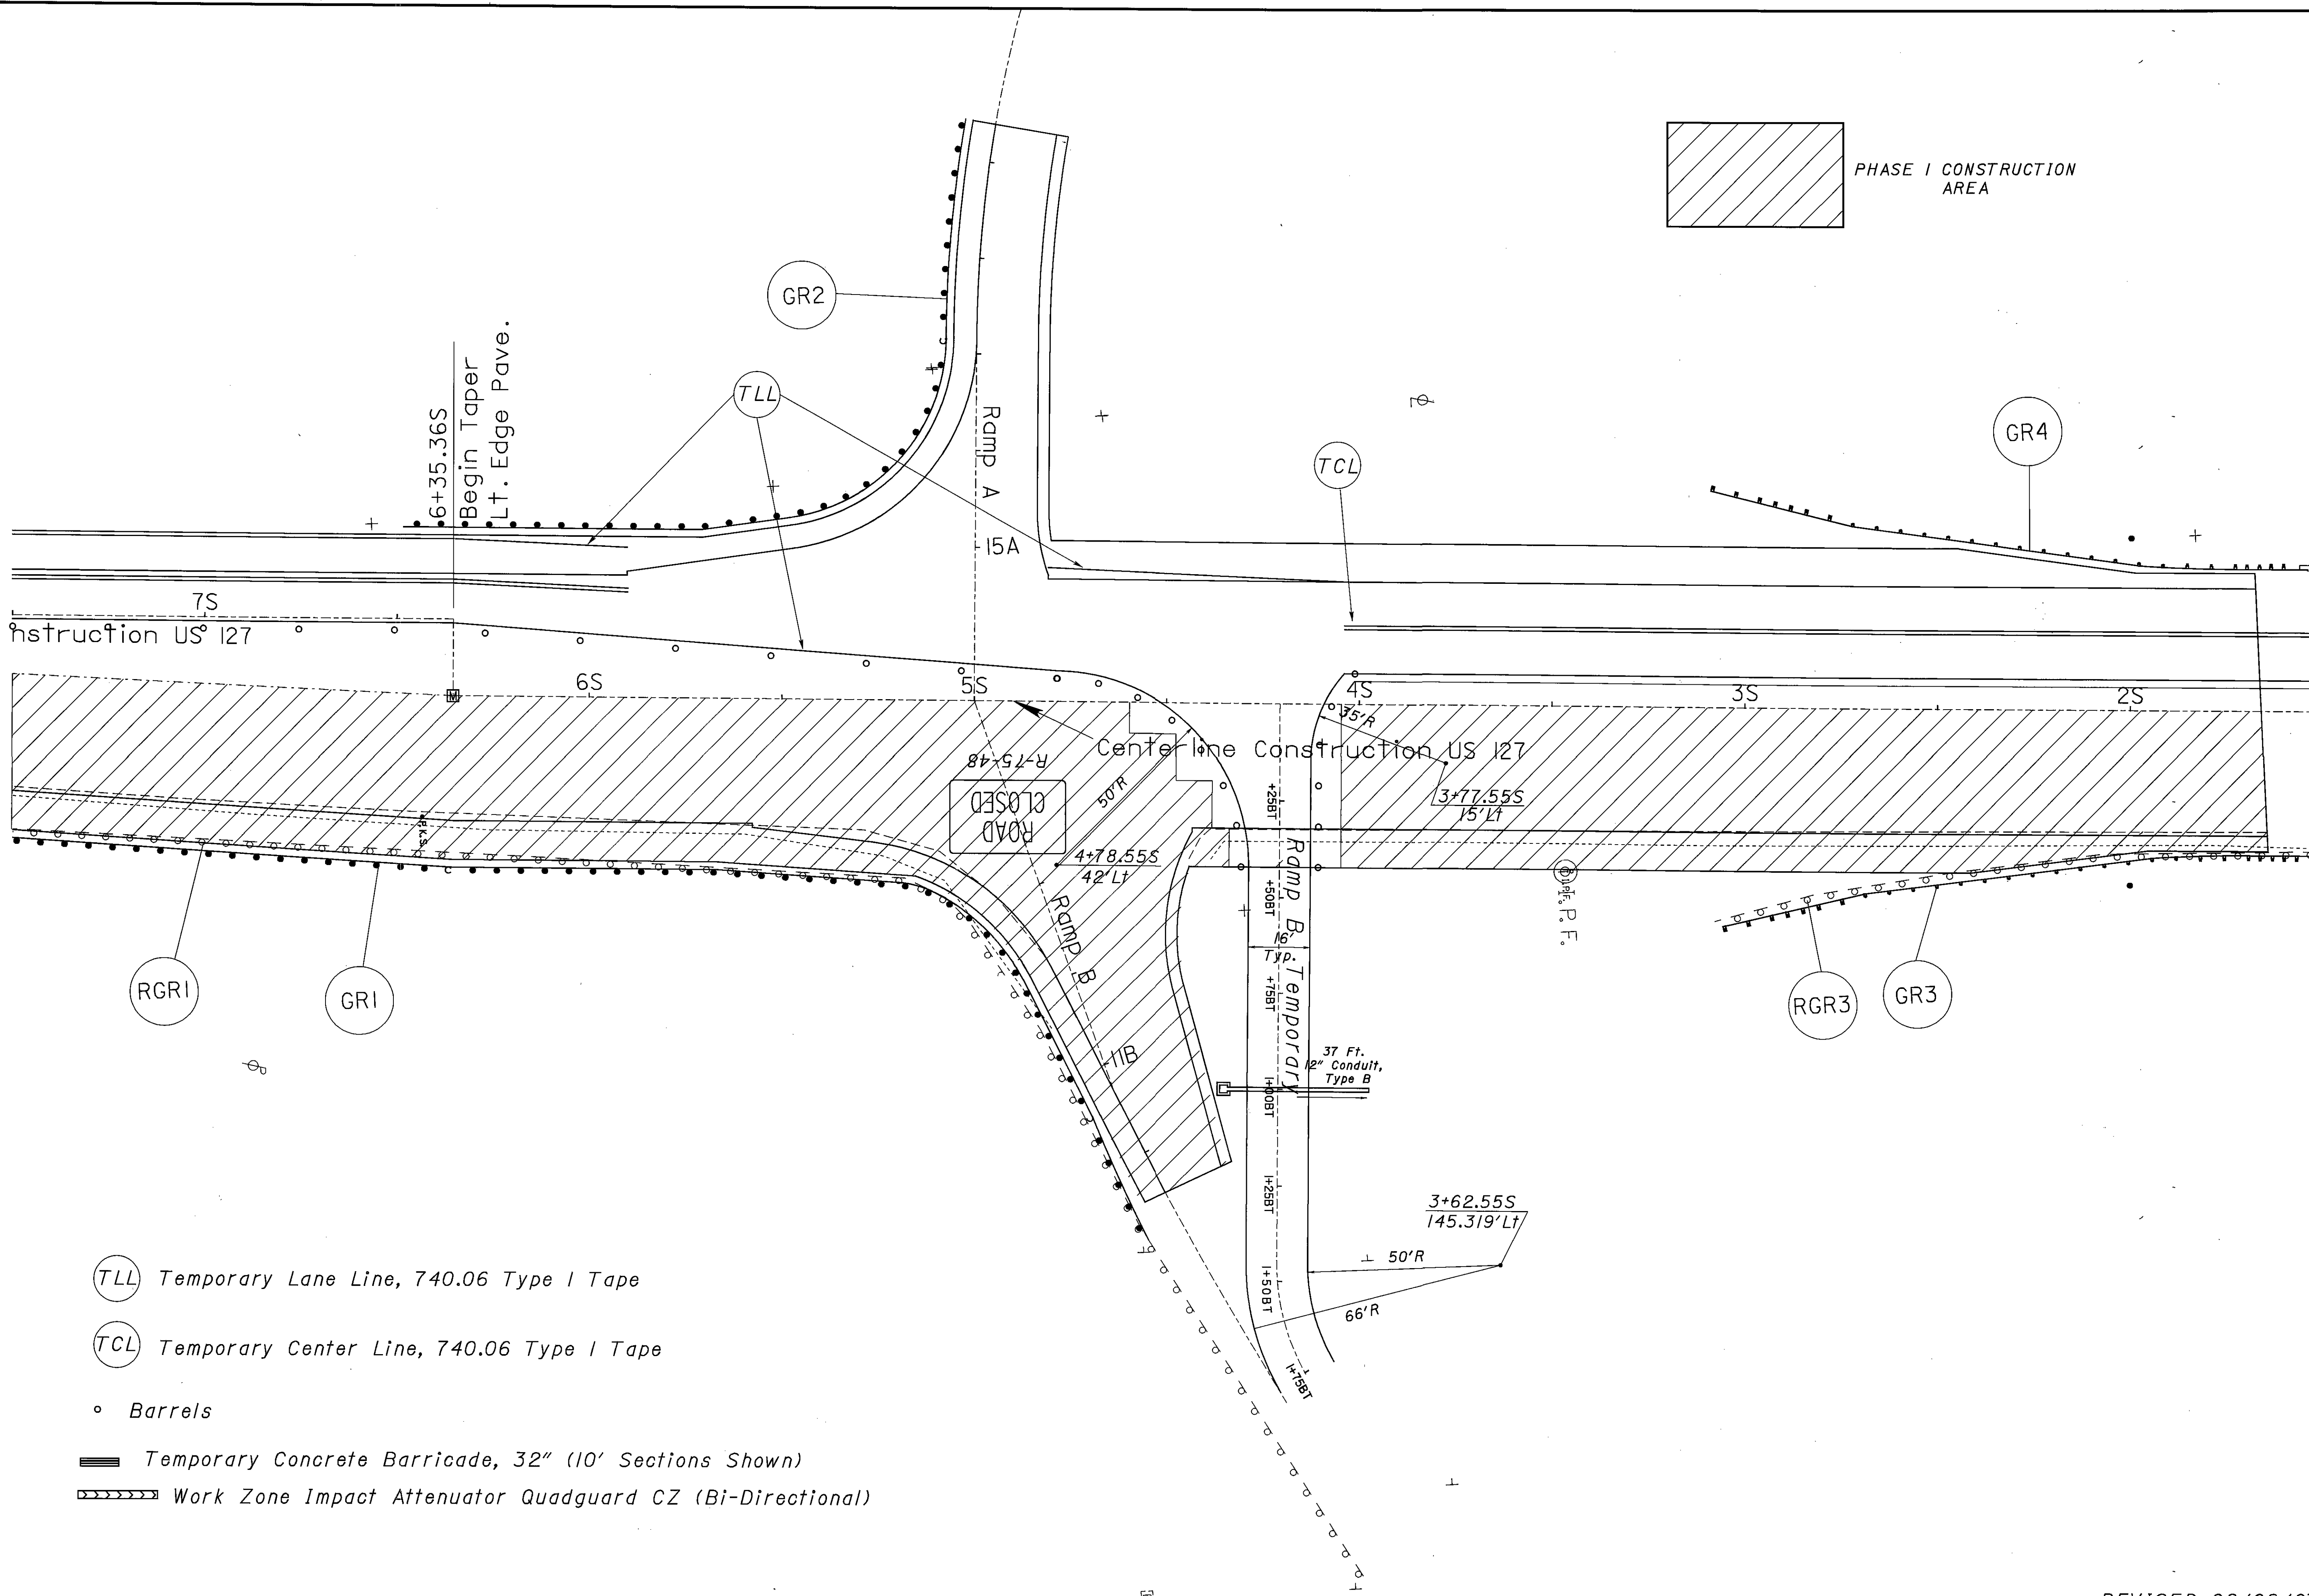 PHASE 1 CONSTRUCTION
AREA
GR2
6+35.36S
Begin Taper
Lt. Edge Pave.
TLL
Ramp A
15A
TCL
GR4
7S
nstruction US 127
6S
5S
4S
3S
2S
35'R
Centerline Construction US 127
R-75-48
ROAD
CLOSED
50'R
3+77.55S
15' Lt
4+78.55S
42' Lt
P.K.S.
+25BT
+50BT
+75BT
1+00BT
1+25BT
1+50BT
1+75BT
Ramp B Temporary
16'
Typ.
Ramp B
11B
I.P.F.
RGR1
GR1
RGR3
GR3
37 Ft.
12" Conduit,
Type B
3+62.55S
145.319' Lt
50'R
66'R
TLL Temporary Lane Line, 740.06 Type 1 Tape
TCL Temporary Center Line, 740.06 Type 1 Tape
Barrels
Temporary Concrete Barricade, 32" (10' Sections Shown)
Work Zone Impact Attenuator Quadguard CZ (Bi-Directional)